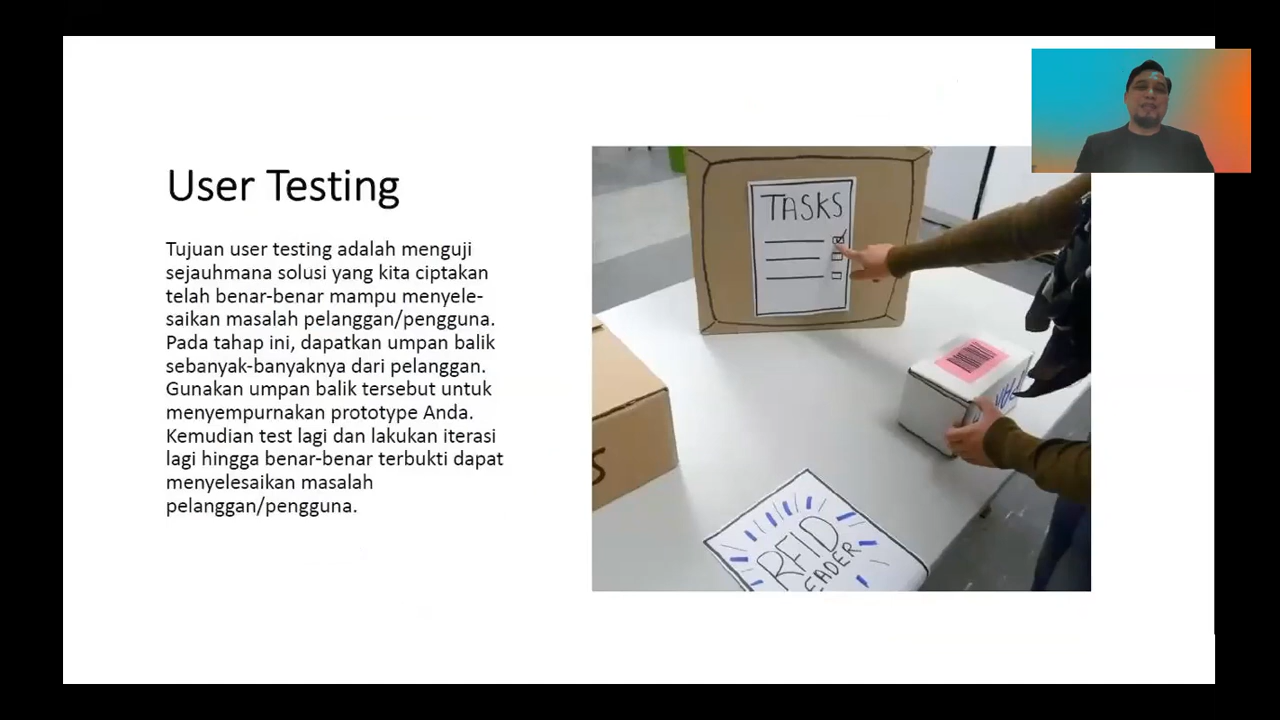 User Testing
Tujuan user testing adalah menguji
sejauhmana solusi yang kita ciptakan
telah benar-benar mampu menyele-
saikan masalah pelanggan/pengguna.
Pada tahap ini, dapatkan umpan balik
sebanyak-banyaknya dari pelanggan.
Gunakan umpan balik tersebut untuk
menyempurnakan prototype Anda.
Kemudian test lagi dan lakukan iterasi
lagi hingga benar-benar terbukti dapat
menyelesaikan masalah
pelanggan/pengguna.
TASKS
RFID